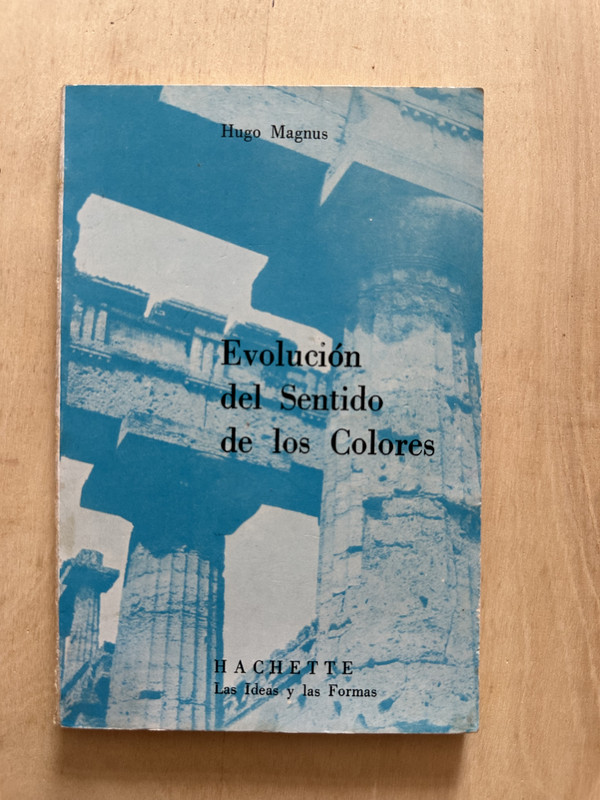 Hugo Magnus
Evolución
del Sentido
de los Colores
HACHETTE
Las Ideas y las Formas